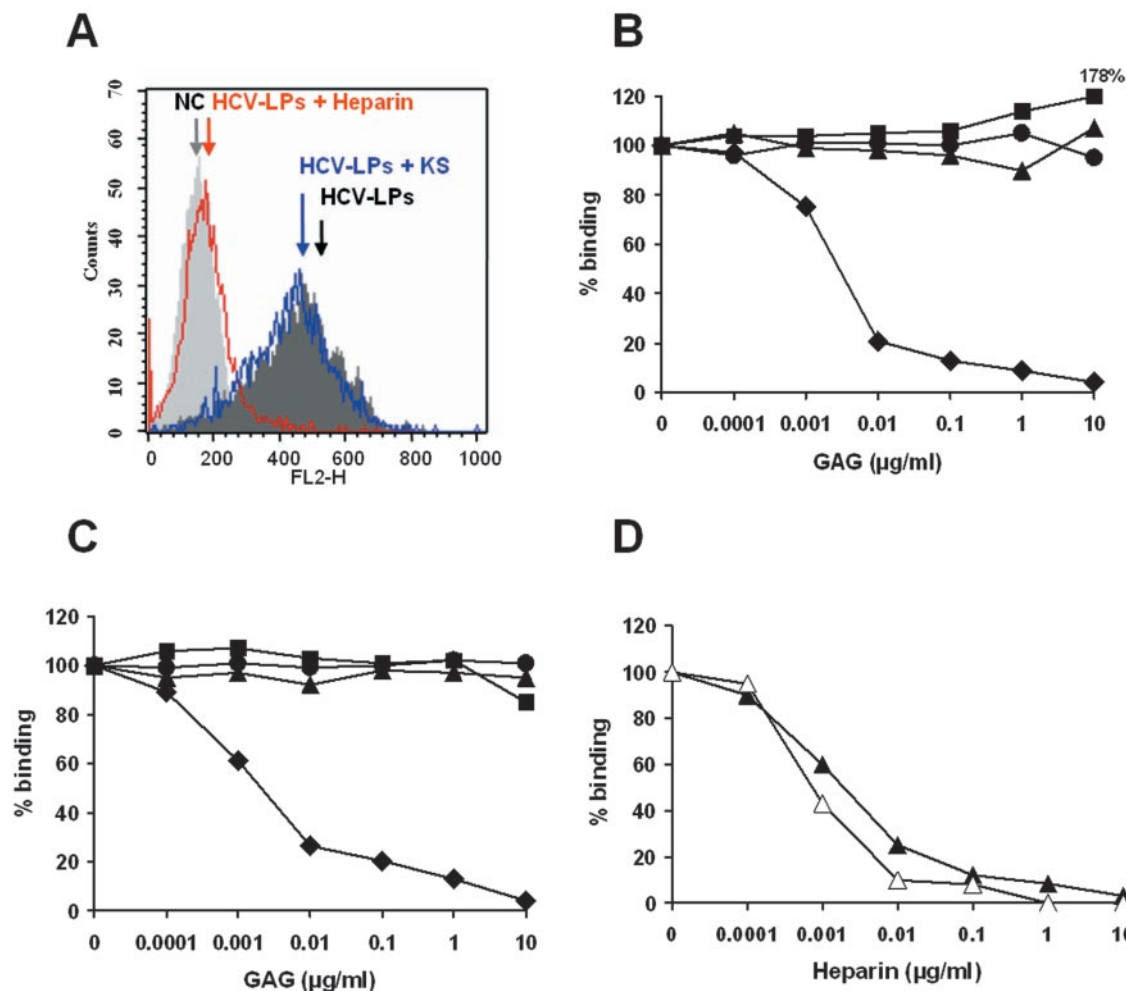 A
70
60
50
40
30
20
10
0
Counts
NC HCV-LPs + Heparin
HCV-LPs + KS
HCV-LPs
0 200 400 600 800 1000
FL2-H
B
178%
120
100
80
60
40
20
0
% binding
0 0.0001 0.001 0.01 0.1 1 10
GAG (µg/ml)
C
120
100
80
60
40
20
0
% binding
0 0.0001 0.001 0.01 0.1 1 10
GAG (µg/ml)
D
120
100
80
60
40
20
0
% binding
0 0.0001 0.001 0.01 0.1 1 10
Heparin (µg/ml)